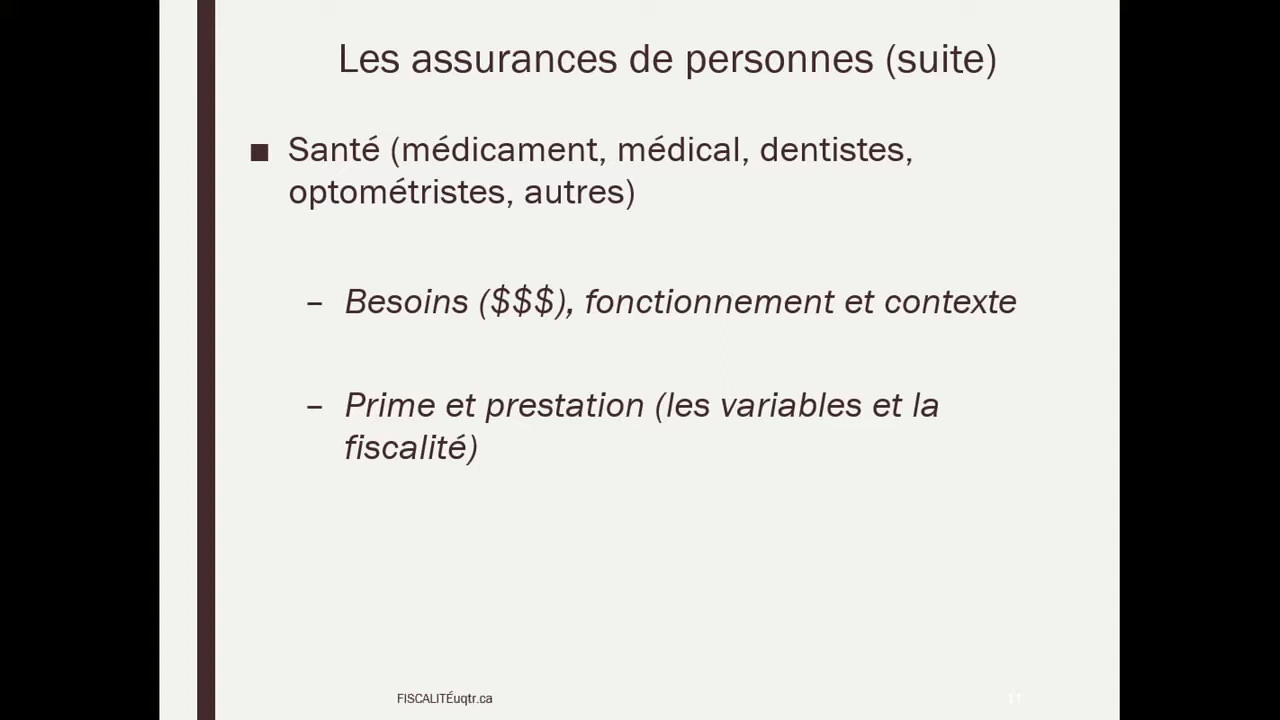 Les assurances de personnes (suite)
■ Santé (médicament, médical, dentistes,
optométristes, autres)
– Besoins ($$$), fonctionnement et contexte
– Prime et prestation (les variables et la
fiscalité)
FISCALITÉuqtr.ca
11